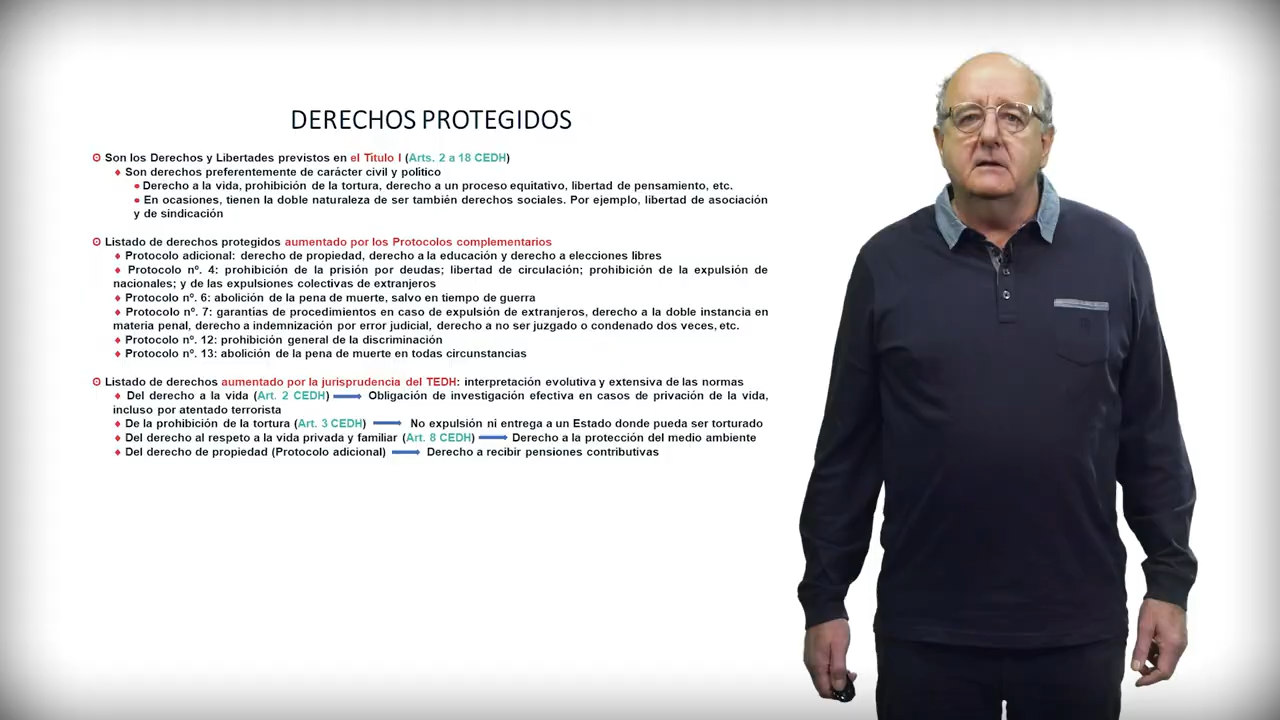 DERECHOS PROTEGIDOS
Son los Derechos y Libertades previstos en el Título I (Arts. 2 a 18 CEDH)
Son derechos preferentemente de carácter civil y político
Derecho a la vida, prohibición de la tortura, derecho a un proceso equitativo, libertad de pensamiento, etc.
En ocasiones, tienen la doble naturaleza de ser también derechos sociales. Por ejemplo, libertad de asociación
y de sindicación
Listado de derechos protegidos aumentado por los Protocolos complementarios
Protocolo adicional: derecho de propiedad, derecho a la educación y derecho a elecciones libres
Protocolo nº. 4: prohibición de la prisión por deudas; libertad de circulación; prohibición de la expulsión de
nacionales; y de las expulsiones colectivas de extranjeros
Protocolo nº. 6: abolición de la pena de muerte, salvo en tiempo de guerra
Protocolo nº. 7: garantías de procedimientos en caso de expulsión de extranjeros, derecho a la doble instancia en
materia penal, derecho a indemnización por error judicial, derecho a no ser juzgado o condenado dos veces, etc.
Protocolo nº. 12: prohibición general de la discriminación
Protocolo nº. 13: abolición de la pena de muerte en todas circunstancias
Listado de derechos aumentado por la jurisprudencia del TEDH: interpretación evolutiva y extensiva de las normas
Del derecho a la vida (Art. 2 CEDH) Obligación de investigación efectiva en casos de privación de la vida,
incluso por atentado terrorista
De la prohibición de la tortura (Art. 3 CEDH) No expulsión ni entrega a un Estado donde pueda ser torturado
Del derecho al respeto a la vida privada y familiar (Art. 8 CEDH) Derecho a la protección del medio ambiente
Del derecho de propiedad (Protocolo adicional) Derecho a recibir pensiones contributivas